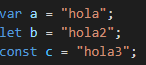 var a = "hola";
let b = "hola2";
const c = "hola3";